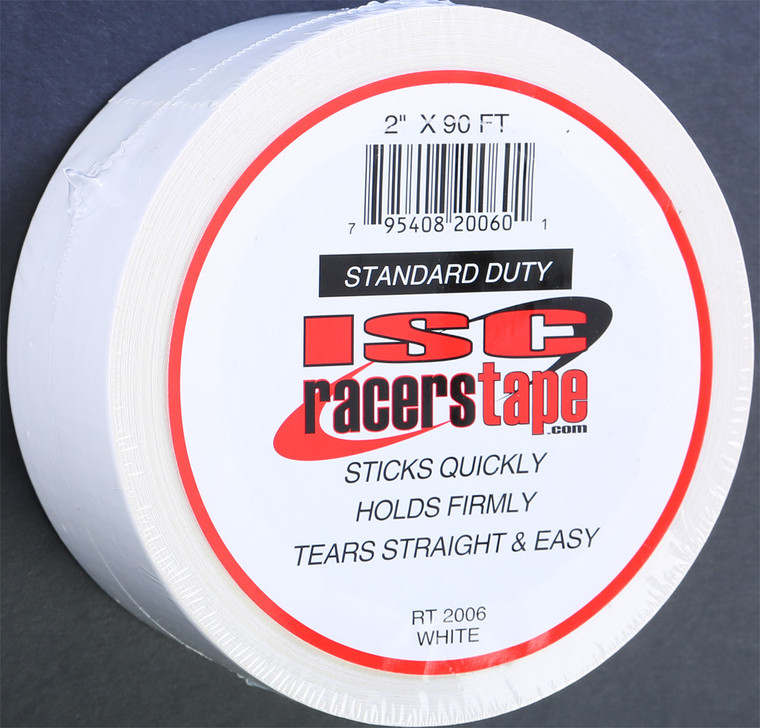 2" X 90 FT
7 95408 20060 1
STANDARD DUTY
ISC
racerstape
.com
STICKS QUICKLY
HOLDS FIRMLY
TEARS STRAIGHT & EASY
RT 2006
WHITE